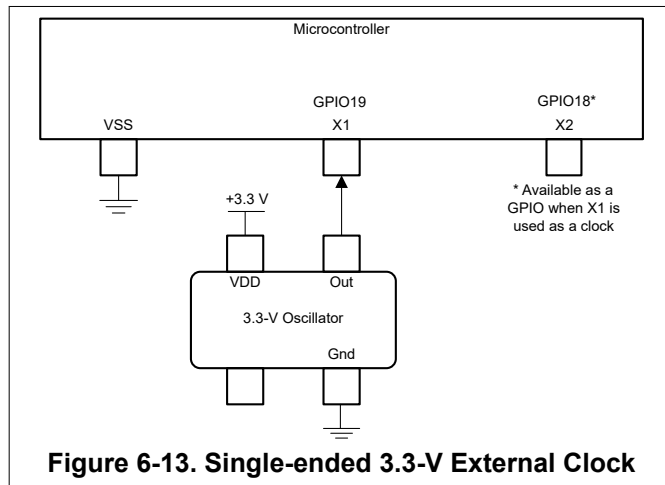 Microcontroller
GPIO19
GPIO18*
VSS
X1
X2
* Available as a
GPIO when X1 is
used as a clock
+3.3 V
VDD
Out
3.3-V Oscillator
Gnd
Figure 6-13. Single-ended 3.3-V External Clock